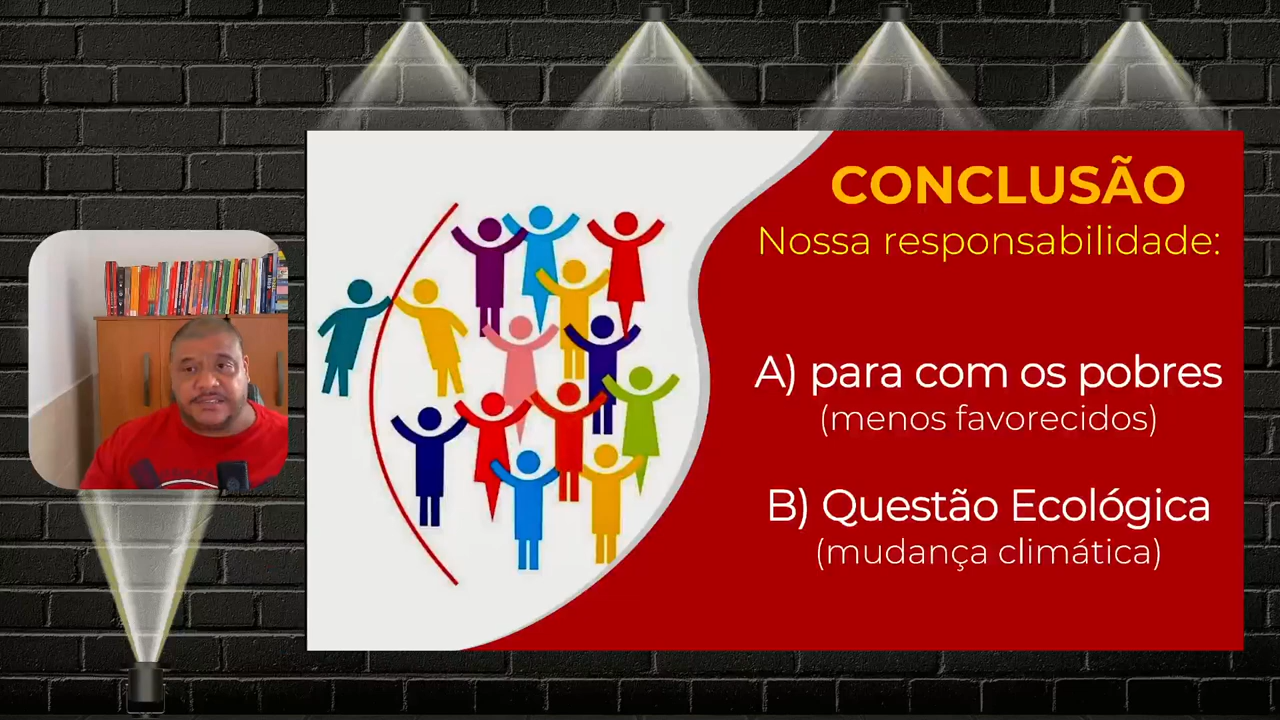 CONCLUSÃO
Nossa responsabilidade:
A) para com os pobres
(menos favorecidos)
B) Questão Ecológica
(mudança climática)